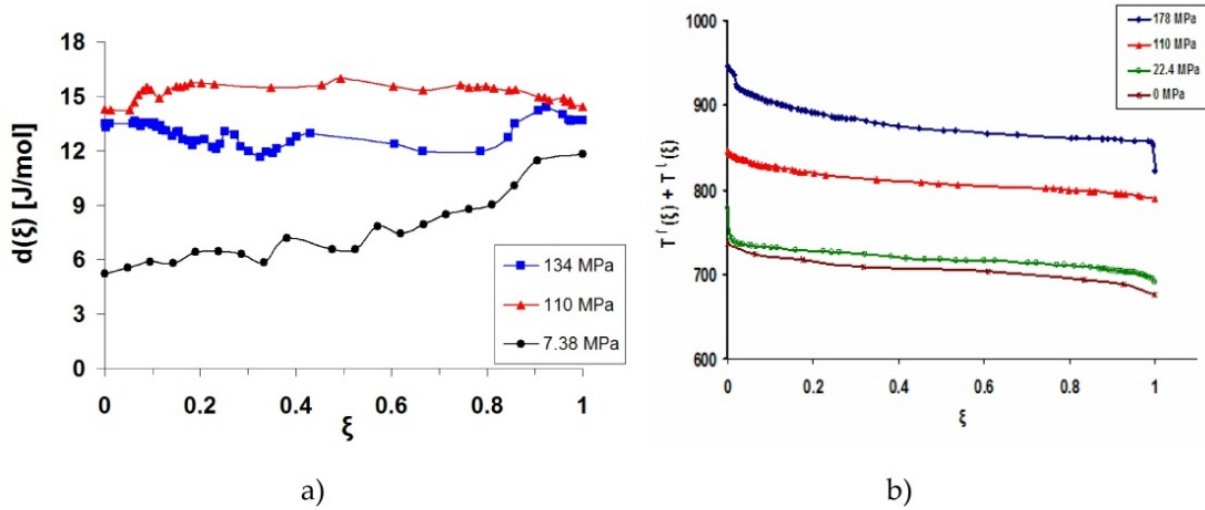 18
15
12
9
6
3
0
d(ξ) [J/mol]
134 MPa
110 MPa
7.38 MPa
0 0.2 0.4 0.6 0.8 1
ξ
a)
1000
900
800
700
600
T^r(ξ) + T^l(ξ)
178 MPa
110 MPa
22.4 MPa
0 MPa
0 0.2 0.4 0.6 0.8 1
ξ
b)